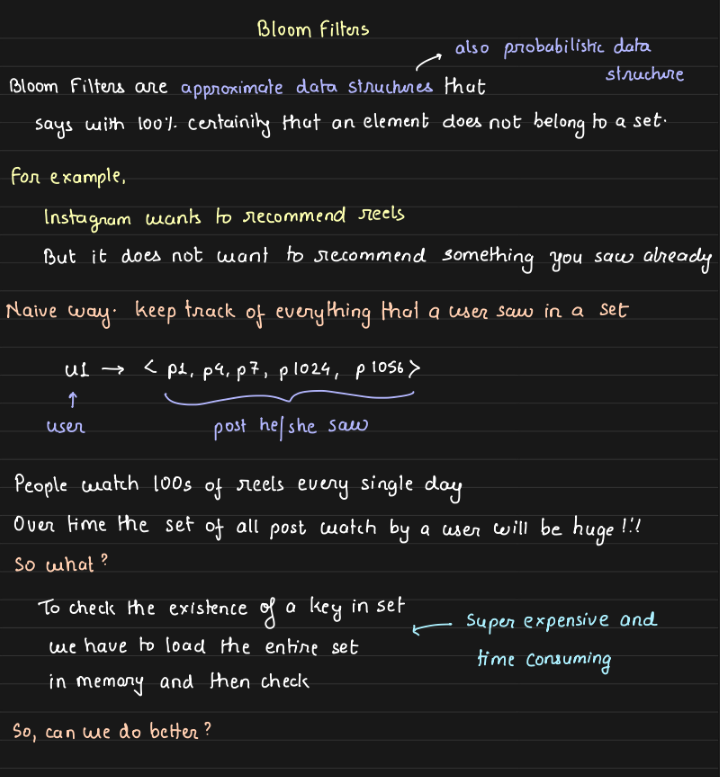 Bloom Filters
also probabilistic data
structure
Bloom Filters are approximate data structures that
says with 100% certainity that an element does not belong to a set.
For example,
Instagram wants to recommend reels
But it does not want to recommend something you saw already
Naive way. keep track of everything that a user saw in a set
u1 → < p1, p4, p7, p1024, p1056>
user
post he/she saw
People watch 100s of reels every single day
Over time the set of all post watch by a user will be huge !!!
So what?
To check the existence of a key in set
we have to load the entire set
in memory and then check
Super expensive and
time consuming
So, can we do better?